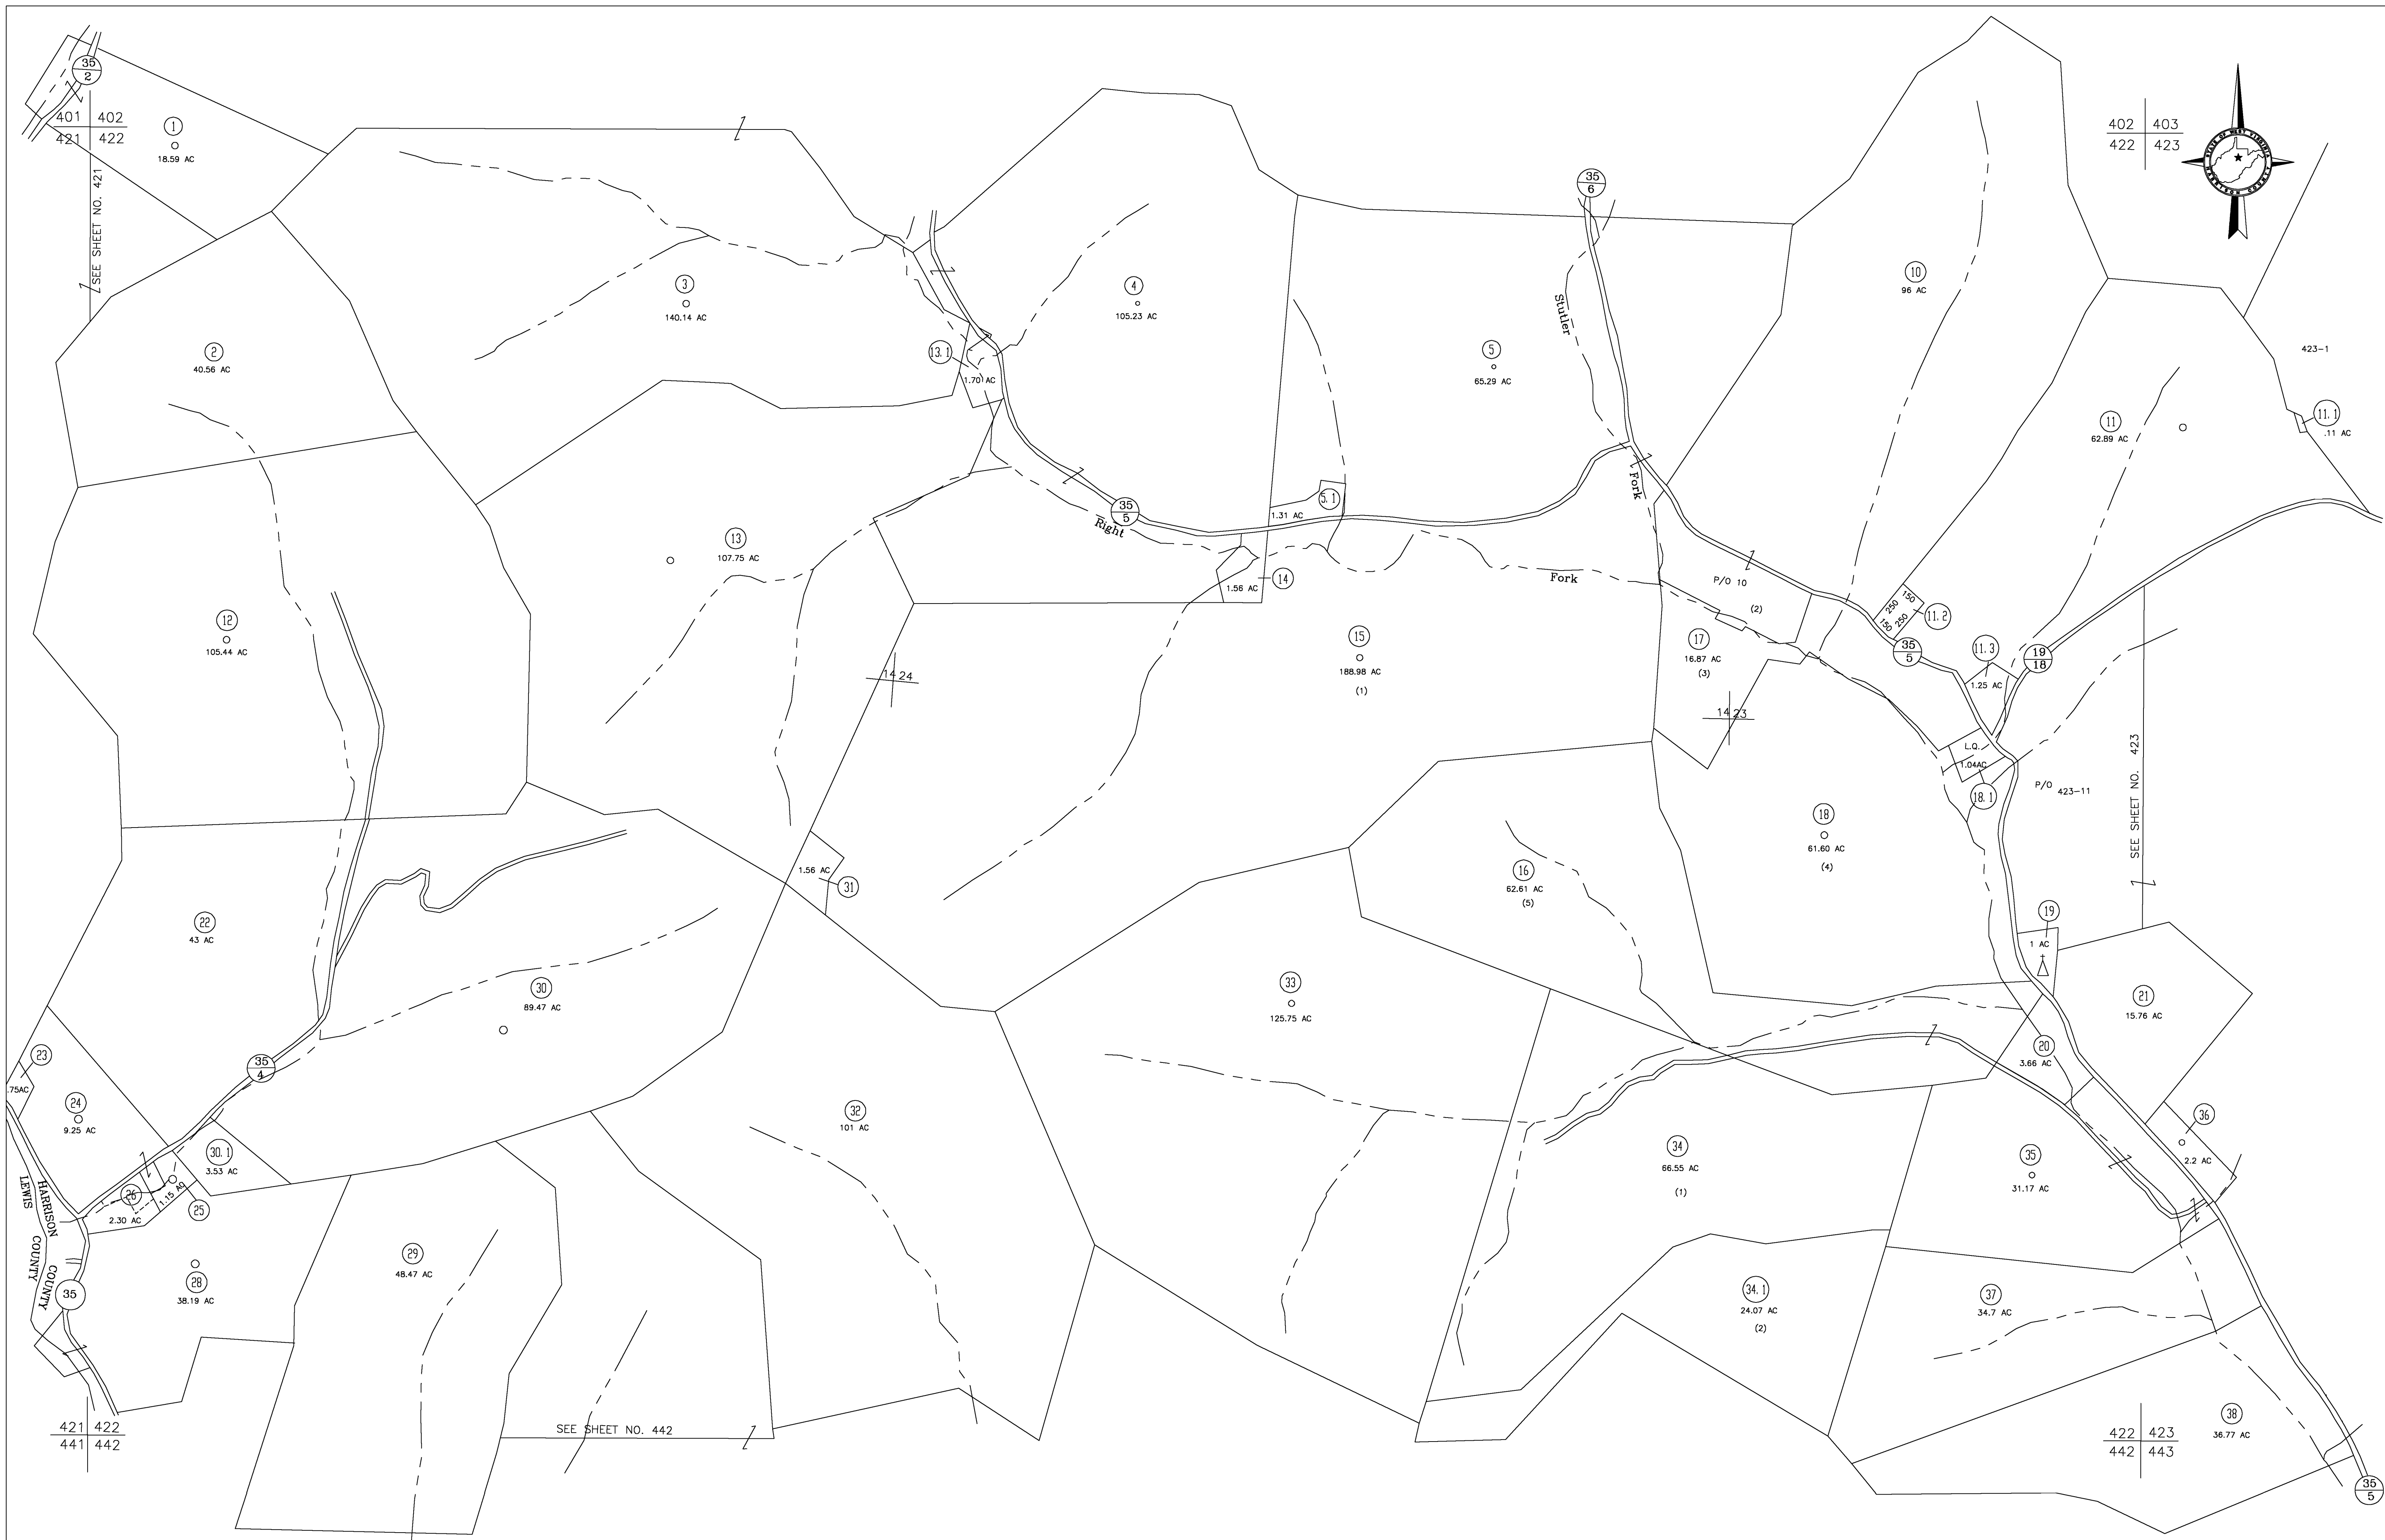 35
2
401 402
421 422
SEE SHEET NO. 421
1
18.59 AC
2
40.56 AC
3
140.14 AC
4
105.23 AC
13.1
1.70 AC
35
6
Stutler
Fork
5
65.29 AC
5.1
1.31 AC
10
96 AC
402 403
422 423
STATE OF WEST VIRGINIA
HARRISON COUNTY
423-1
11
62.89 AC
11.1
.11 AC
35
5
Right
Fork
13
107.75 AC
14
1.56 AC
12
105.44 AC
14 24
15
188.98 AC
(1)
P/O 10
(2)
17
16.87 AC
(3)
14 23
250
150
150
250
11.2
35
5
11.3
1.25 AC
19
18
L.Q.
1.04AC
18.1
P/O 423-11
SEE SHEET NO. 423
18
61.60 AC
(4)
16
62.61 AC
(5)
1.56 AC
31
22
43 AC
30
89.47 AC
33
125.75 AC
19
1 AC
21
15.76 AC
20
3.66 AC
23
.75AC
24
9.25 AC
35
4
30.1
3.53 AC
26
2.30 AC
1.15 AC
25
HARRISON COUNTY
LEWIS COUNTY
35
28
38.19 AC
29
48.47 AC
32
101 AC
34
66.55 AC
(1)
35
31.17 AC
36
2.2 AC
34.1
24.07 AC
(2)
37
34.7 AC
38
36.77 AC
421 422
441 442
SEE SHEET NO. 442
422 423
442 443
35
5